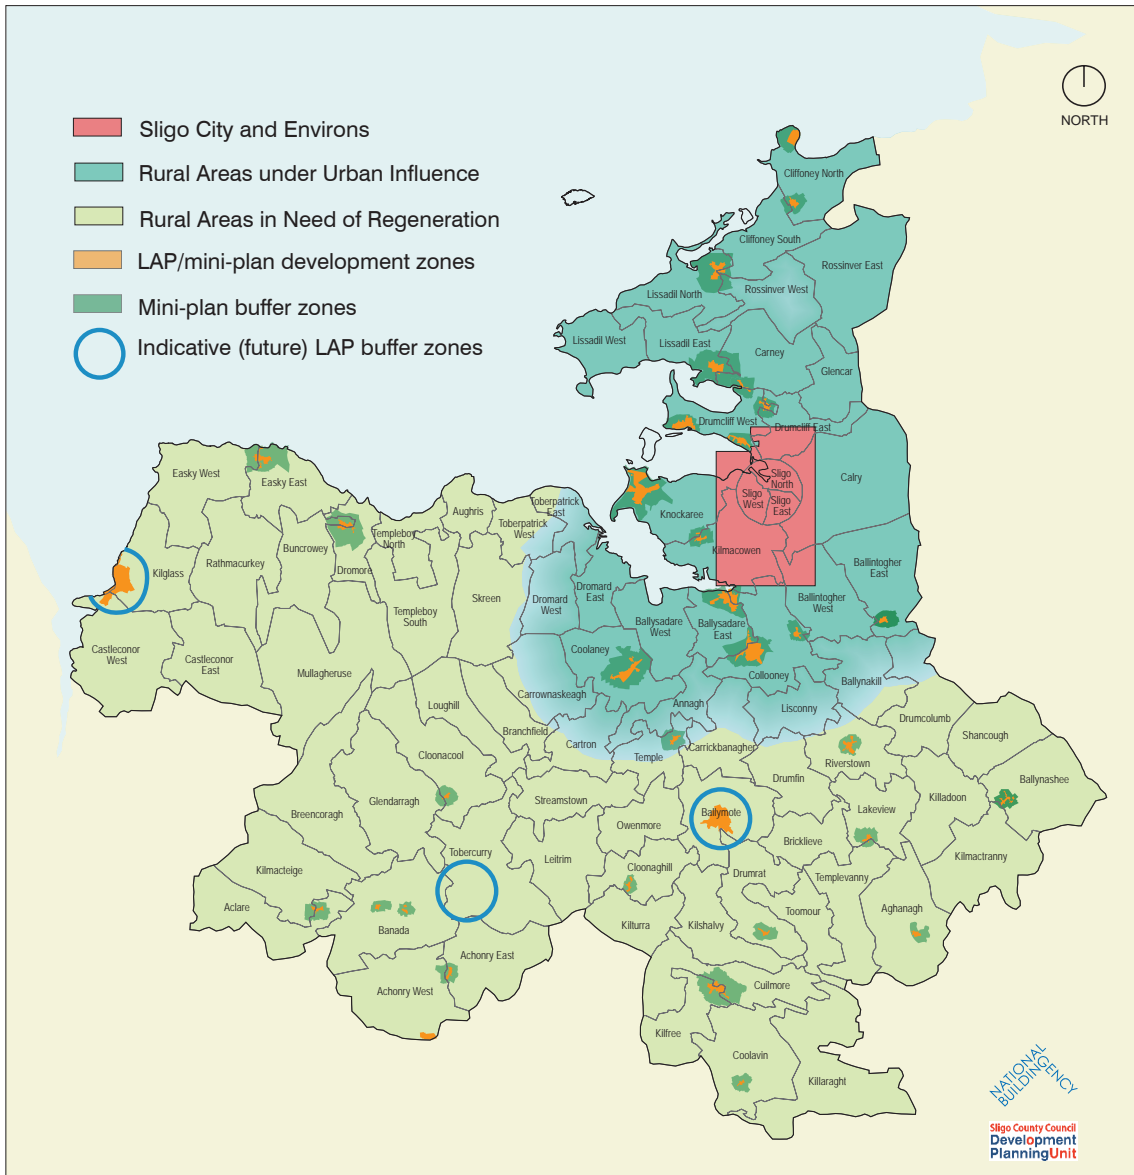 NORTH
Sligo City and Environs
Rural Areas under Urban Influence
Rural Areas in Need of Regeneration
LAP/mini-plan development zones
Mini-plan buffer zones
Indicative (future) LAP buffer zones
Cliffoney North
Cliffoney South
Rossinver East
Rossinver West
Lissadil North
Lissadil West
Lissadil East
Carney
Glencar
Drumcliff West
Drumcliff East
Calry
Sligo
North
Sligo
West
Sligo
East
Knockaree
Kilmacowen
Easky West
Easky East
Aughris
Toberpatrick
East
Toberpatrick
West
Templeboy
North
Buncrowey
Rathmacurkey
Kilglass
Dromore
Skreen
Templeboy
South
Dromard
West
Dromard
East
Ballysadare
West
Ballysadare
East
Ballintogher
West
Ballintogher
East
Castleconor
West
Castleconor
East
Mullagheruse
Coolaney
Collooney
Ballynakill
Carrownaskeagh
Annagh
Lisconny
Loughill
Branchfield
Cartron
Temple
Carrickbanagher
Drumcolumb
Shancough
Riverstown
Cloonacool
Drumfin
Ballynashee
Glendarragh
Streamstown
Killadoon
Lakeview
Breencoragh
Owenmore
Ballymote
Bricklieve
Kilmactranny
Tobercurry
Leitrim
Cloonaghill
Drumrat
Templevanny
Kilmacteige
Aclare
Banada
Kilturra
Kilshalvy
Toomour
Aghanagh
Achonry East
Achonry West
Cuilmore
Kilfree
Coolavin
Killaraght
NATIONAL
BUILDINGENCY
Sligo County Council
Development
PlanningUnit